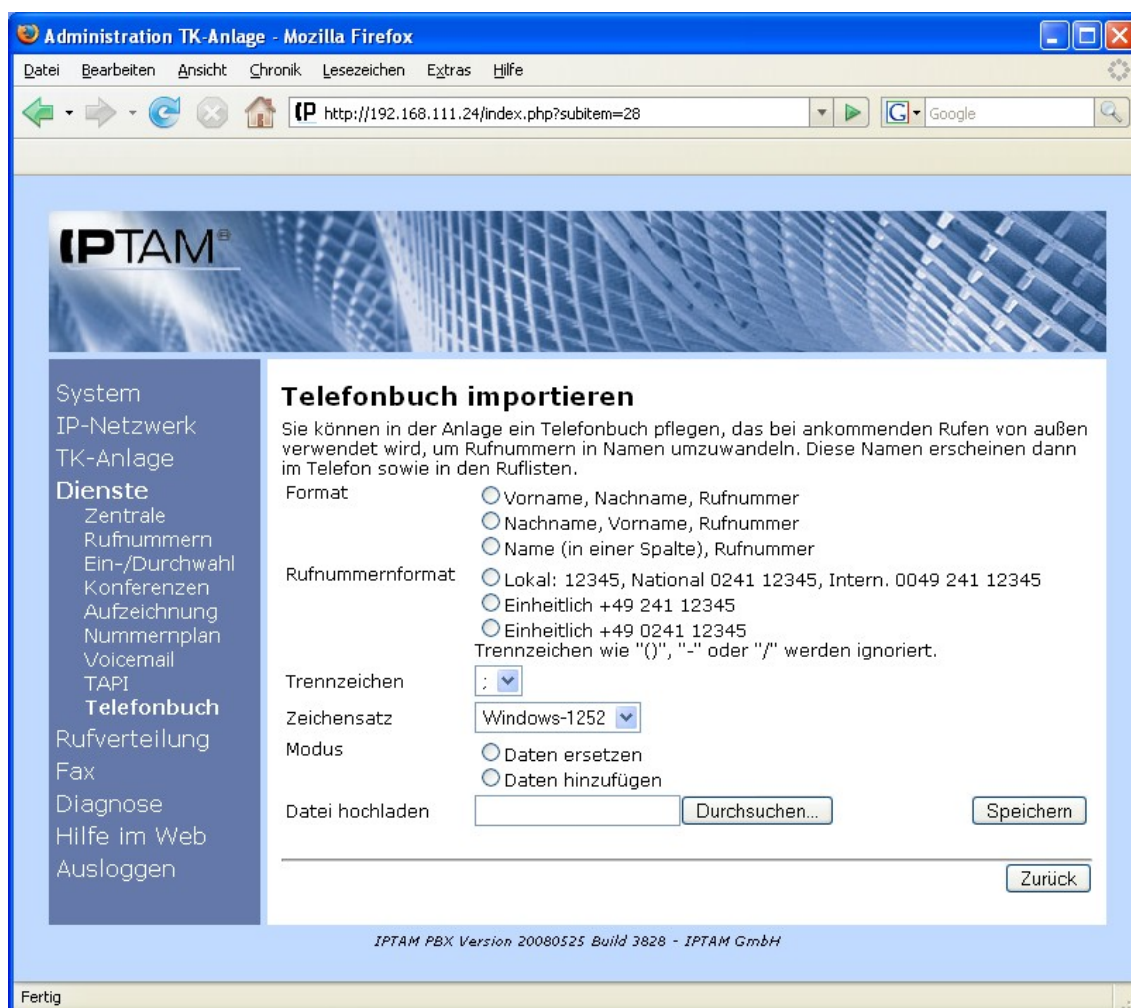 Administration TK-Anlage - Mozilla Firefox
Datei Bearbeiten Ansicht Chronik Lesezeichen Extras Hilfe
http://192.168.111.24/index.php?subitem=28
G Google
IPTAM®
System
IP-Netzwerk
TK-Anlage
Dienste
Zentrale
Rufnummern
Ein-/Durchwahl
Konferenzen
Aufzeichnung
Nummernplan
Voicemail
TAPI
Telefonbuch
Rufverteilung
Fax
Diagnose
Hilfe im Web
Ausloggen
Telefonbuch importieren
Sie können in der Anlage ein Telefonbuch pflegen, das bei ankommenden Rufen von außen
verwendet wird, um Rufnummern in Namen umzuwandeln. Diese Namen erscheinen dann
im Telefon sowie in den Ruflisten.
Format
Vorname, Nachname, Rufnummer
Nachname, Vorname, Rufnummer
Name (in einer Spalte), Rufnummer
Rufnummernformat
Lokal: 12345, National 0241 12345, Intern. 0049 241 12345
Einheitlich +49 241 12345
Einheitlich +49 0241 12345
Trennzeichen wie "()", "-" oder "/" werden ignoriert.
Trennzeichen ;
Zeichensatz Windows-1252
Modus
Daten ersetzen
Daten hinzufügen
Datei hochladen Durchsuchen... Speichern
Zurück
IPTAM PBX Version 20080525 Build 3828 - IPTAM GmbH
Fertig